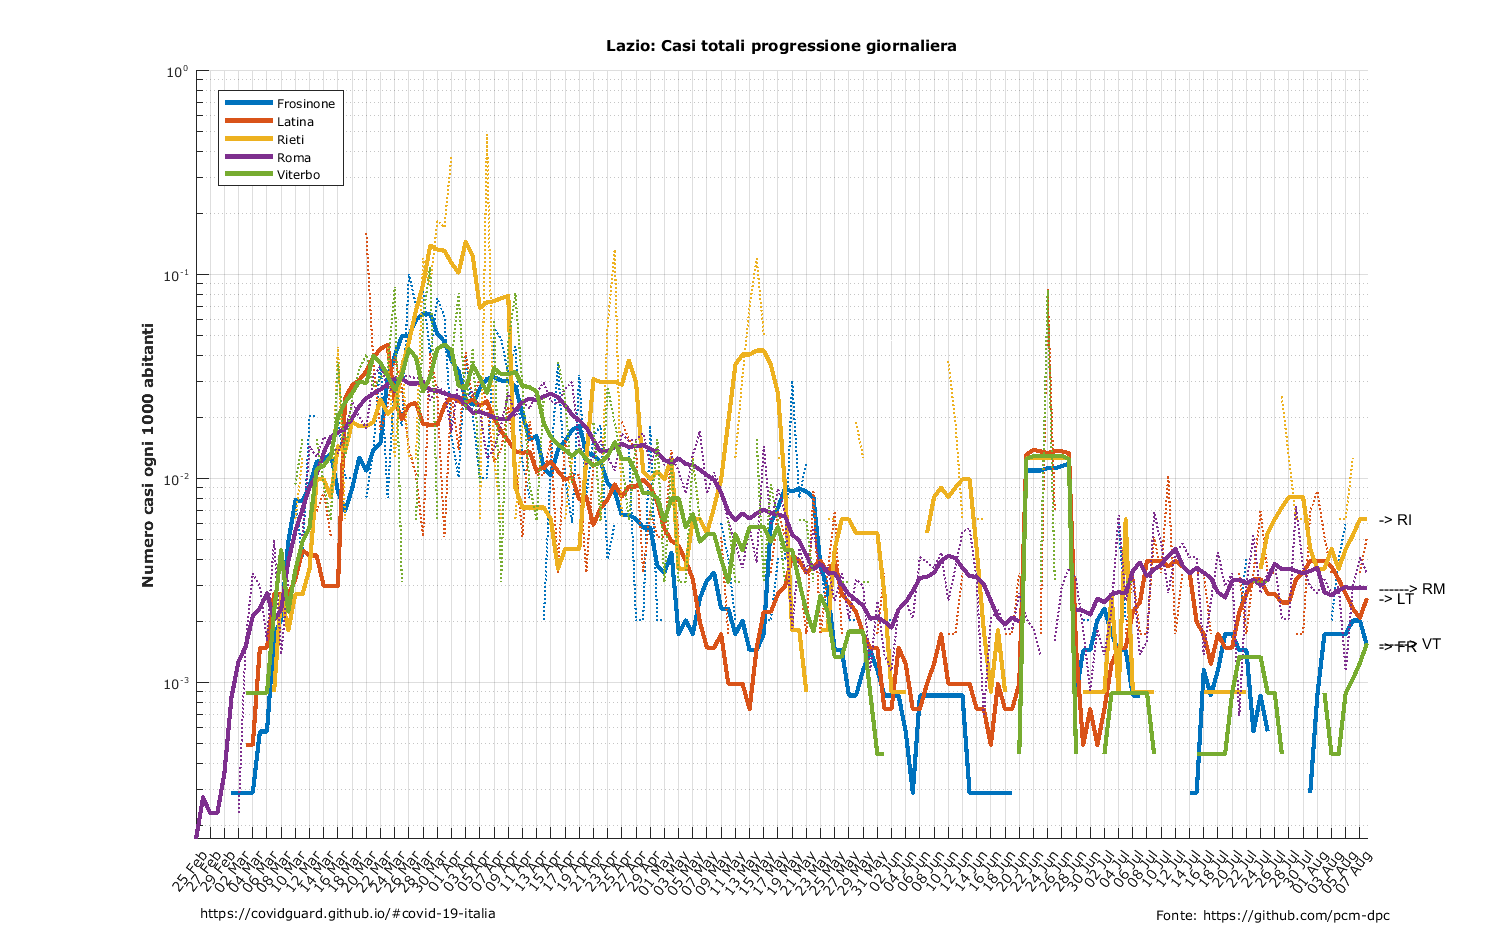 Lazio: Casi totali progressione giornaliera
Numero casi ogni 1000 abitanti
10^0
10^-1
10^-2
10^-3
Frosinone
Latina
Rieti
Roma
Viterbo
-> RI
------> RM
-> LT
------> VT
-> FR
25 Feb
27 Feb
29 Feb
02 Mar
04 Mar
06 Mar
08 Mar
10 Mar
12 Mar
14 Mar
16 Mar
18 Mar
20 Mar
22 Mar
24 Mar
26 Mar
28 Mar
30 Mar
01 Apr
03 Apr
05 Apr
07 Apr
09 Apr
11 Apr
13 Apr
15 Apr
17 Apr
19 Apr
21 Apr
23 Apr
25 Apr
27 Apr
29 Apr
01 May
03 May
05 May
07 May
09 May
11 May
13 May
15 May
17 May
19 May
21 May
23 May
25 May
27 May
29 May
31 May
02 Jun
04 Jun
06 Jun
08 Jun
10 Jun
12 Jun
14 Jun
16 Jun
18 Jun
20 Jun
22 Jun
24 Jun
26 Jun
28 Jun
30 Jun
02 Jul
04 Jul
06 Jul
08 Jul
10 Jul
12 Jul
14 Jul
16 Jul
18 Jul
20 Jul
22 Jul
24 Jul
26 Jul
28 Jul
30 Jul
01 Aug
03 Aug
05 Aug
07 Aug
https://covidguard.github.io/#covid-19-italia
Fonte: https://github.com/pcm-dpc